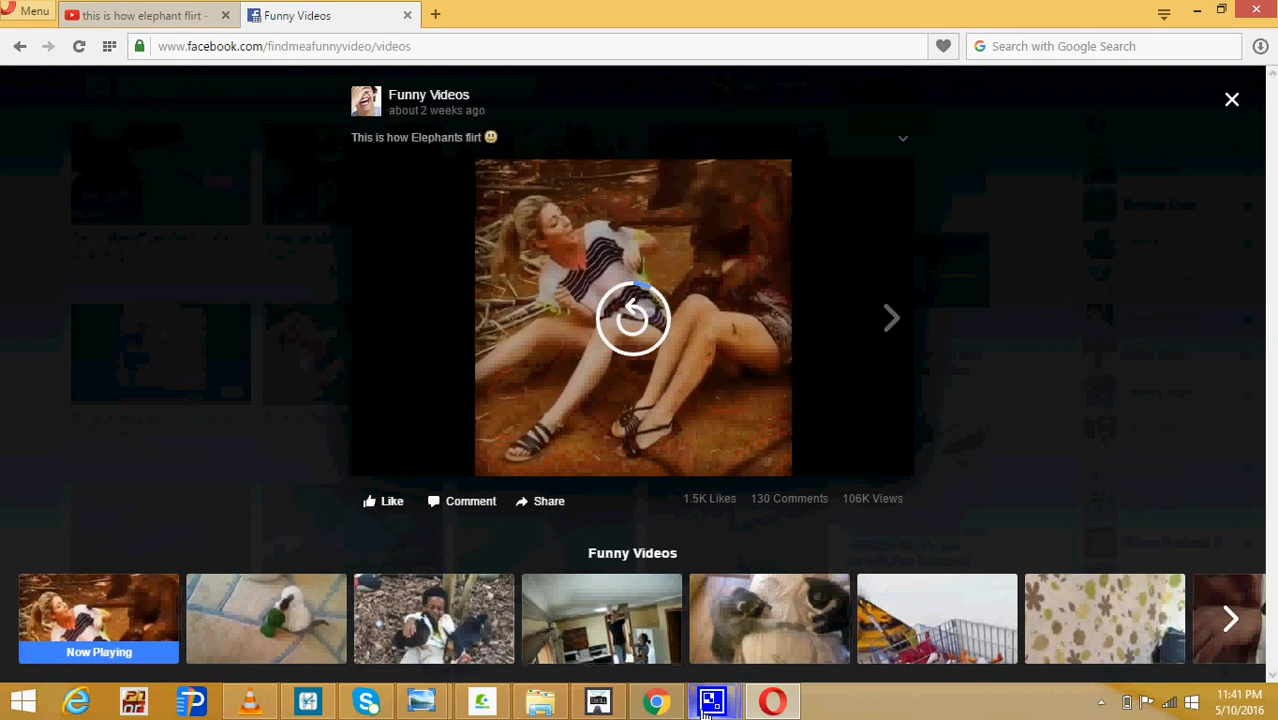 Menu
this is how elephant flirt -
Funny Videos
www.facebook.com/findmeafunnyvideo/videos
Search with Google Search
Funny Videos
about 2 weeks ago
This is how Elephants flirt
Like
Comment
Share
1.5K Likes
130 Comments
106K Views
Funny Videos
Now Playing
11:41 PM
5/10/2016